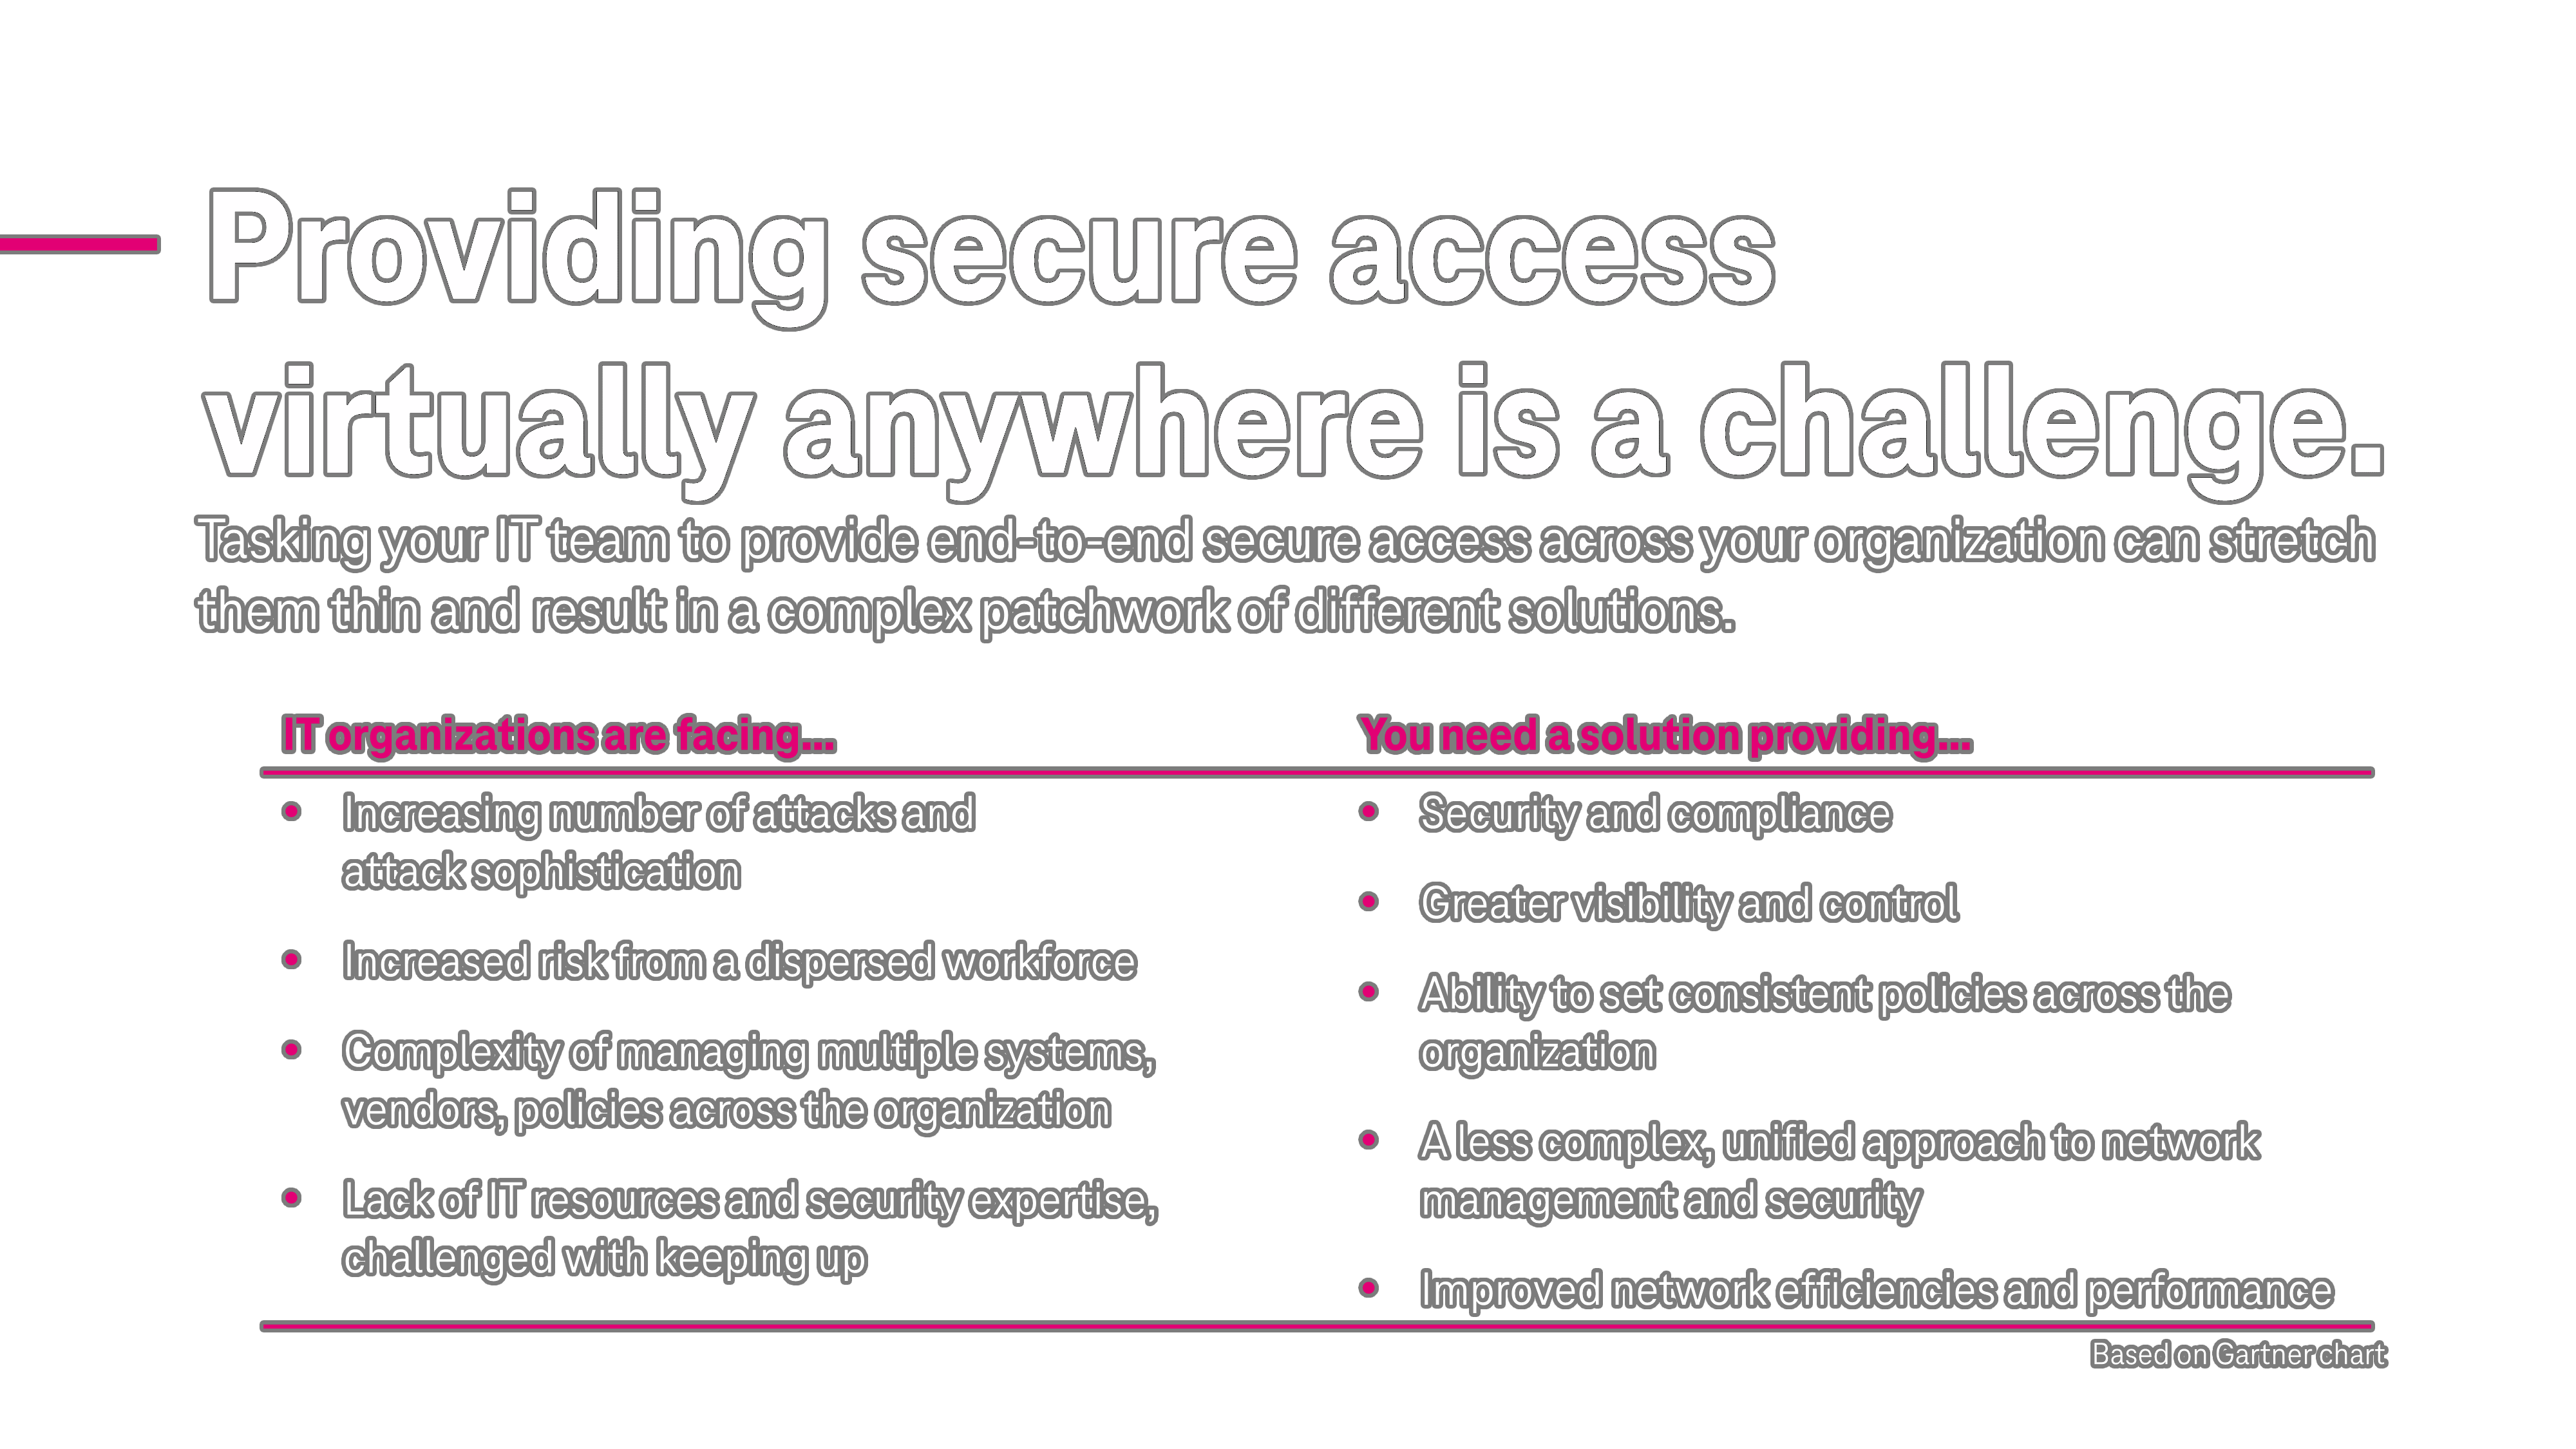 Providing secure access
virtually anywhere is a challenge.
Tasking your IT team to provide end-to-end secure access across your organization can stretch
them thin and result in a complex patchwork of different solutions.
IT organizations are facing...
• Increasing number of attacks and
attack sophistication
• Increased risk from a dispersed workforce
• Complexity of managing multiple systems,
vendors, policies across the organization
• Lack of IT resources and security expertise,
challenged with keeping up
You need a solution providing...
• Security and compliance
• Greater visibility and control
• Ability to set consistent policies across the
organization
• A less complex, unified approach to network
management and security
• Improved network efficiencies and performance
Based on Gartner chart